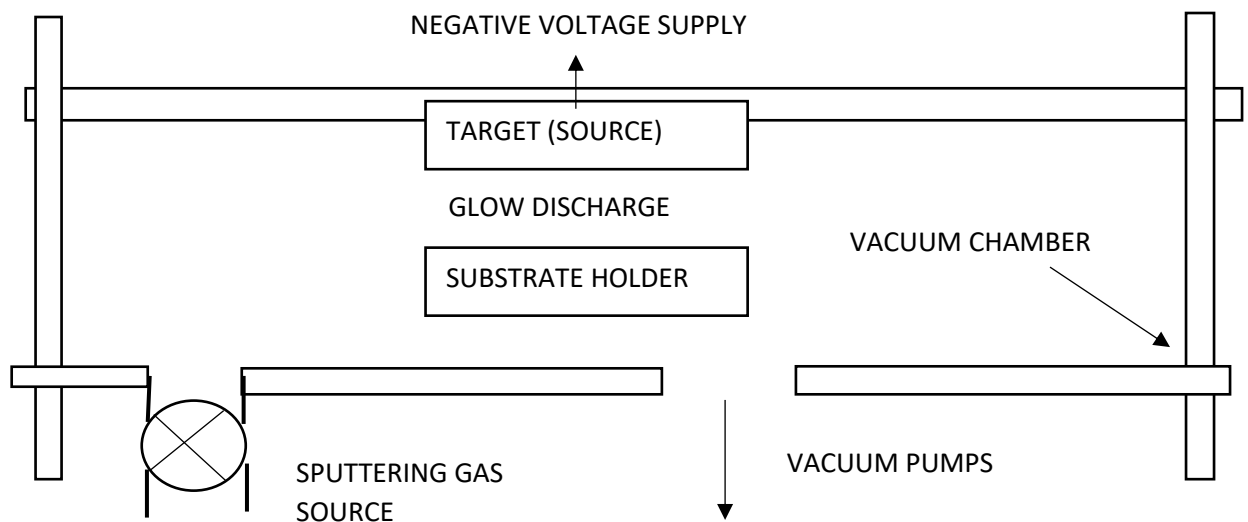 NEGATIVE VOLTAGE SUPPLY
TARGET (SOURCE)
GLOW DISCHARGE
VACUUM CHAMBER
SUBSTRATE HOLDER
VACUUM PUMPS
SPUTTERING GAS
SOURCE